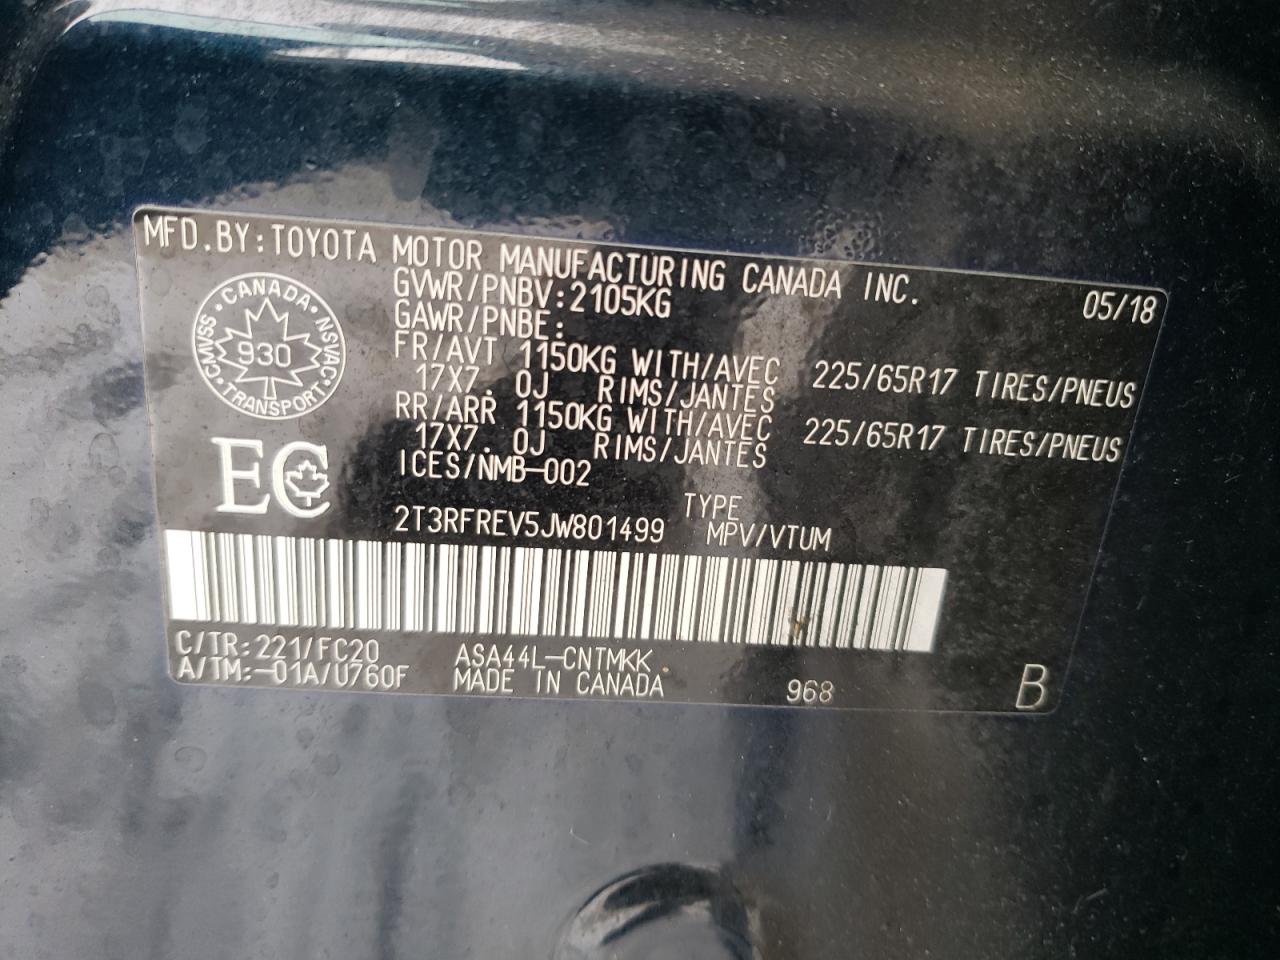 MFD.BY:TOYOTA MOTOR MANUFACTURING CANADA INC. 05/18
GVWR/PNBV:2105KG
GAWR/PNBE:
FR/AVT 1150KG WITH/AVEC 225/65R17 TIRES/PNEUS
17X7.0J RIMS/JANTES
RR/ARR 1150KG WITH/AVEC 225/65R17 TIRES/PNEUS
17X7.0J RIMS/JANTES
ICES/NMB-002
CANADA
CMVSS 930 NSVAC
TRANSPORT
EC
TYPE
2T3RFREV5JW801499 MPV/VTUM
C/TR:221/FC20 ASA44L-CNTMKK
A/TM:-01A/U760F MADE IN CANADA 968 B